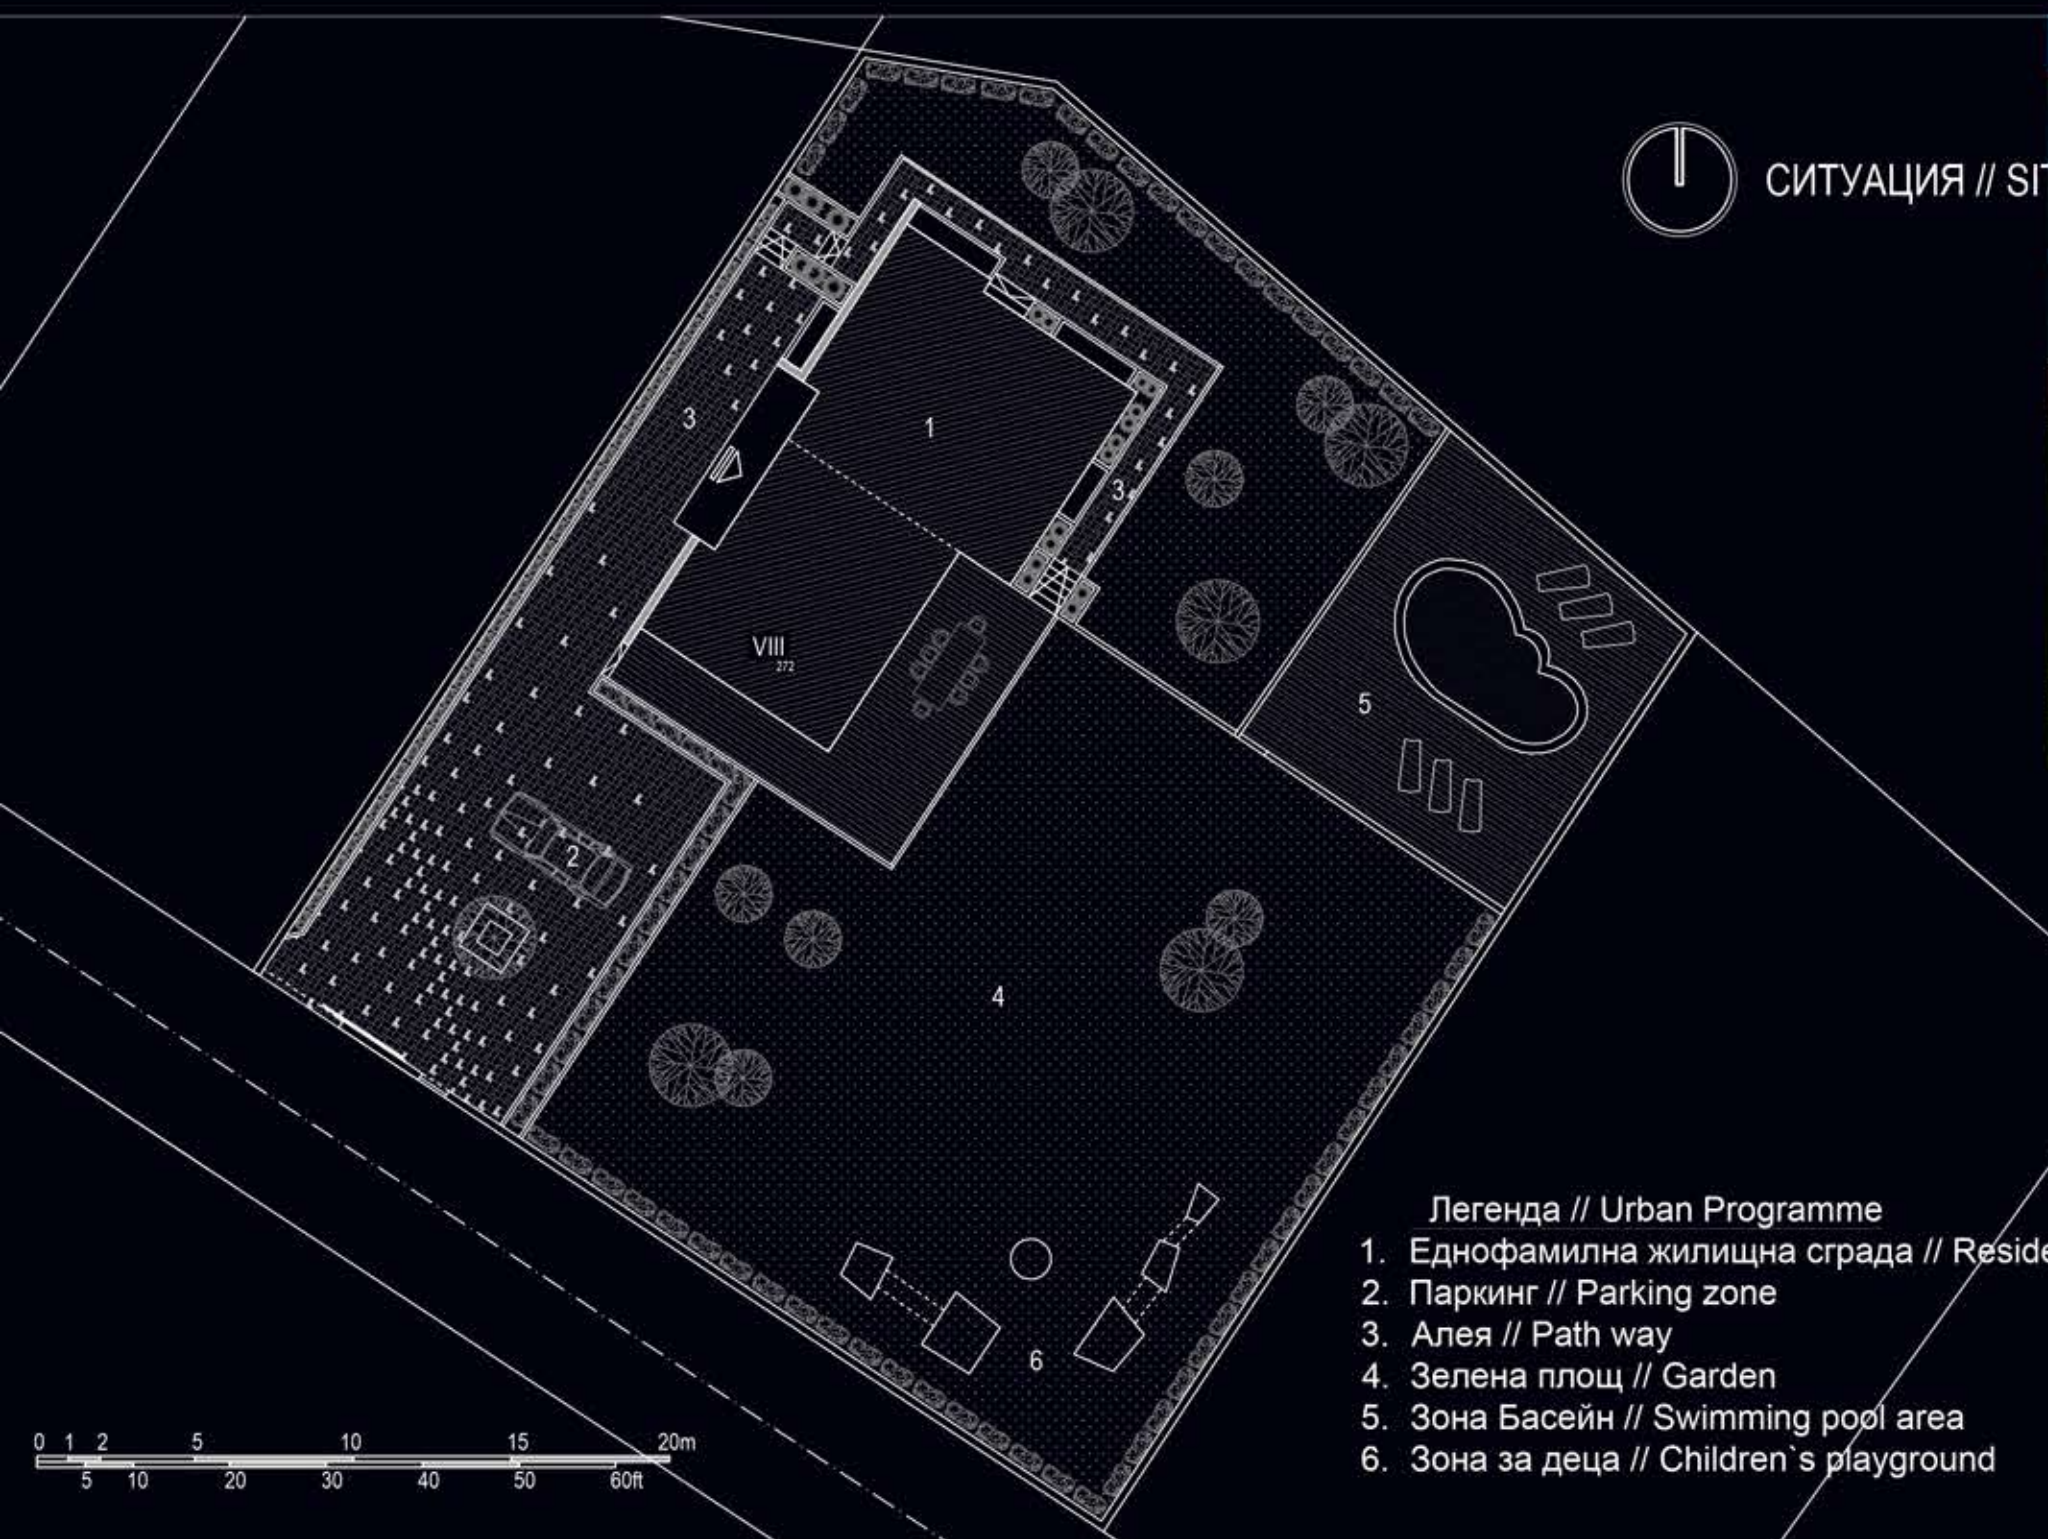 СИТУАЦИЯ // SIT
3
1
3
VIII
272
5
2
4
6
Легенда // Urban Programme
1. Еднофамилна жилищна сграда // Reside
2. Паркинг // Parking zone
3. Алея // Path way
4. Зелена площ // Garden
5. Зона Басейн // Swimming pool area
6. Зона за деца // Children`s playground
0 1 2 5 10 15 20m
5 10 20 30 40 50 60ft